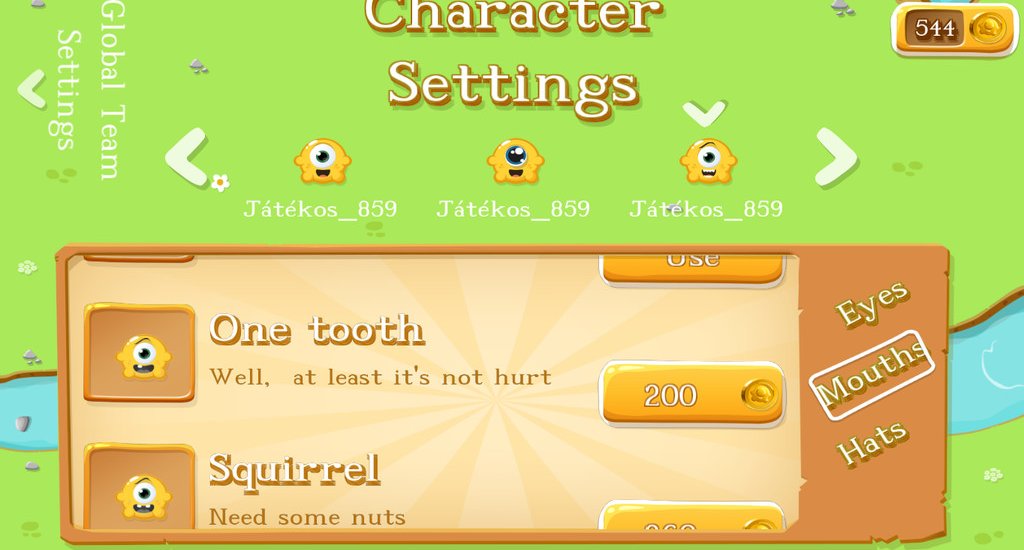 Character
Settings
544
Global Team
Settings
Játékos_859
Játékos_859
Játékos_859
Use
One tooth
Well, at least it's not hurt
200
Squirrel
Need some nuts
Eyes
Mouths
Hats